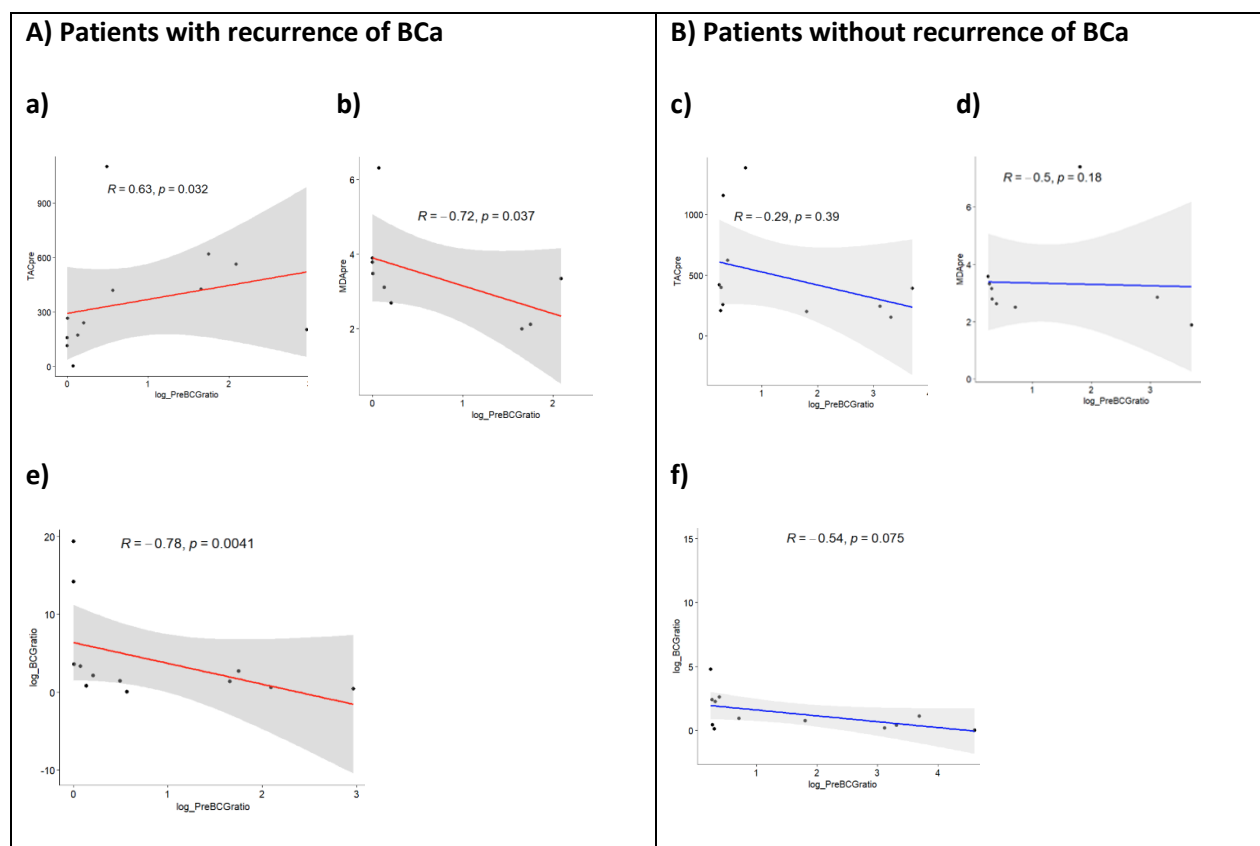 A) Patients with recurrence of BCa
a)
b)
R = 0.63, p = 0.032
TACpre
900
600
300
0
0
1
2
log_PreBCGratio
R = −0.72, p = 0.037
MDApre
6
4
2
0
1
2
log_PreBCGratio
e)
R = −0.78, p = 0.0041
log_BCGratio
20
10
0
-10
0
1
2
3
log_PreBCGratio
B) Patients without recurrence of BCa
c)
d)
R = −0.29, p = 0.39
TACpre
1000
500
0
1
2
3
log_PreBCGratio
R = −0.5, p = 0.18
MDApre
6
4
2
0
1
2
3
log_PreBCGratio
f)
R = −0.54, p = 0.075
log_BCGratio
15
10
5
0
1
2
3
4
log_PreBCGratio